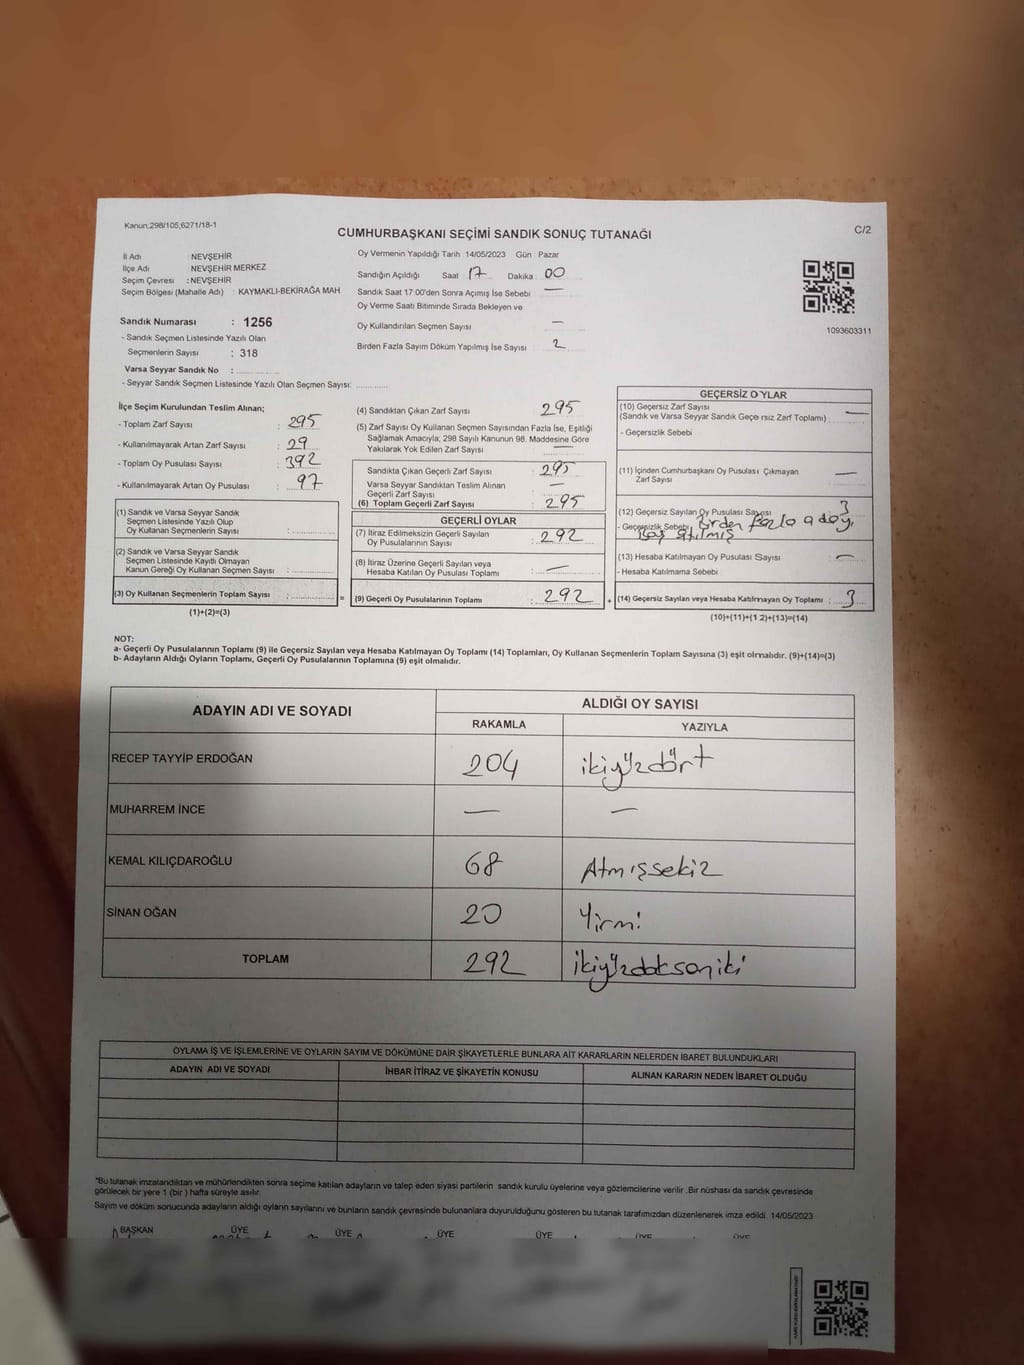 Kanun;298/105;6271/18-1
C/2
CUMHURBAŞKANI SEÇİMİ SANDIK SONUÇ TUTANAĞI
İl Adı : NEVŞEHİR
İlçe Adı NEVŞEHİR MERKEZ
Seçim Çevresi : NEVŞEHİR
Seçim Bölgesi (Mahalle Adı) : KAYMAKLI-BEKİRAĞA MAH.
Sandık Numarası : 1256
- Sandık Seçmen Listesinde Yazılı Olan
Seçmenlerin Sayısı : 318
Varsa Seyyar Sandık No :
- Seyyar Sandık Seçmen Listesinde Yazılı Olan Seçmen Sayısı:
Oy Vermenin Yapıldığı Tarih 14/05/2023 Gün Pazar
Sandığın Açıldığı Saat 17 Dakika 00
Sandık Saat 17 00'den Sonra Açımış İse Sebebi —
Oy Verme Saati Bitiminde Sırada Bekleyen ve
Oy Kullandırılan Seçmen Sayısı —
Birden Fazla Sayım Döküm Yapılmış İse Sayısı 2
1093603311
İlçe Seçim Kurulundan Teslim Alınan;
- Toplam Zarf Sayısı : 295
- Kullanılmayarak Artan Zarf Sayısı : 29
- Toplam Oy Pusulası Sayısı : 392
- Kullanılmayarak Artan Oy Pusulası : 97
(1) Sandık ve Varsa Seyyar Sandık
Seçmen Listesinde Yazılı Olup
Oy Kullanan Seçmenlerin Sayısı :
(2) Sandık ve Varsa Seyyar Sandık
Seçmen Listesinde Kayıtlı Olmayan
Kanun Gereği Oy Kullanan Seçmen Sayısı :
(3) Oy Kullanan Seçmenlerin Toplam Sayısı :
(1)+(2)=(3)
(4) Sandıktan Çıkan Zarf Sayısı 295
(5) Zarf Sayısı Oy Kullanan Seçmen Sayısından Fazla İse, Eşitliği
Sağlamak Amacıyla; 298 Sayılı Kanunun 98. Maddesine Göre
Yakılarak Yok Edilen Zarf Sayısı —
Sandıkta Çıkan Geçerli Zarf Sayısı : 295
Varsa Seyyar Sandıktan Teslim Alınan
Geçerli Zarf Sayısı —
(6) Toplam Geçerli Zarf Sayısı : 295
GEÇERLİ OYLAR
(7) İtiraz Edilmeksizin Geçerli Sayılan
Oy Pusulalarının Sayısı : 292
(8) İtiraz Üzerine Geçerli Sayılan veya
Hesaba Katılan Oy Pusulası Toplamı : —
= (9) Geçerli Oy Pusulalarının Toplamı : 292
GEÇERSİZ OYLAR
(10) Geçersiz Zarf Sayısı
(Sandık ve Varsa Seyyar Sandık Geçersiz Zarf Toplamı) —
- Geçersizlik Sebebi
(11) İçinden Cumhurbaşkanı Oy Pusulası Çıkmayan
Zarf Sayısı —
(12) Geçersiz Sayılan Oy Pusulası Sayısı 3
- Geçersizlik Sebebi Birden fazla aday,
boş atılmış
(13) Hesaba Katılmayan Oy Pusulası Sayısı : —
- Hesaba Katılmama Sebebi
+ (14) Geçersiz Sayılan veya Hesaba Katılmayan Oy Toplamı : 3
(10)+(11)+(12)+(13)=(14)
NOT:
a- Geçerli Oy Pusulalarının Toplamı (9) ile Geçersiz Sayılan veya Hesaba Katılmayan Oy Toplamı (14) Toplamları, Oy Kullanan Seçmenlerin Toplam Sayısına (3) eşit olmalıdır. (9)+(14)=(3)
b- Adayların Aldığı Oyların Toplamı, Geçerli Oy Pusulalarının Toplamına (9) eşit olmalıdır.
ADAYIN ADI VE SOYADI
ALDIĞI OY SAYISI
RAKAMLA YAZIYLA
RECEP TAYYİP ERDOĞAN 204 ikiyüzdört
MUHARREM İNCE — —
KEMAL KILIÇDAROĞLU 68 Atmışsekiz
SİNAN OĞAN 20 Yirmi
TOPLAM 292 ikiyüzdoksaniki
OYLAMA İŞ VE İŞLEMLERİNE VE OYLARIN SAYIM VE DÖKÜMÜNE DAİR ŞİKAYETLERLE BUNLARA AİT KARARLARIN NELERDEN İBARET BULUNDUKLARI
ADAYIN ADI VE SOYADI İHBAR İTİRAZ VE ŞİKAYETİN KONUSU ALINAN KARARIN NEDEN İBARET OLDUĞU
"Bu tutanak imzalandıktan ve mühürlendikten sonra seçime katılan adayların ve talep eden siyasi partilerin sandık kurulu üyelerine veya gözlemcilerine verilir .Bir nüshası da sandık çevresinde
görülecek bir yere 1 (bir ) hafta süreyle asılır.
Sayım ve döküm sonucunda adayların aldığı oyların sayılarını ve bunların sandık çevresinde bulunanlara duyurulduğunu gösteren bu tutanak tarafımızdan düzenlenerek imza edildi. 14/05/2023
BAŞKAN ÜYE ÜYE ÜYE ÜYE ÜYE ÜYE